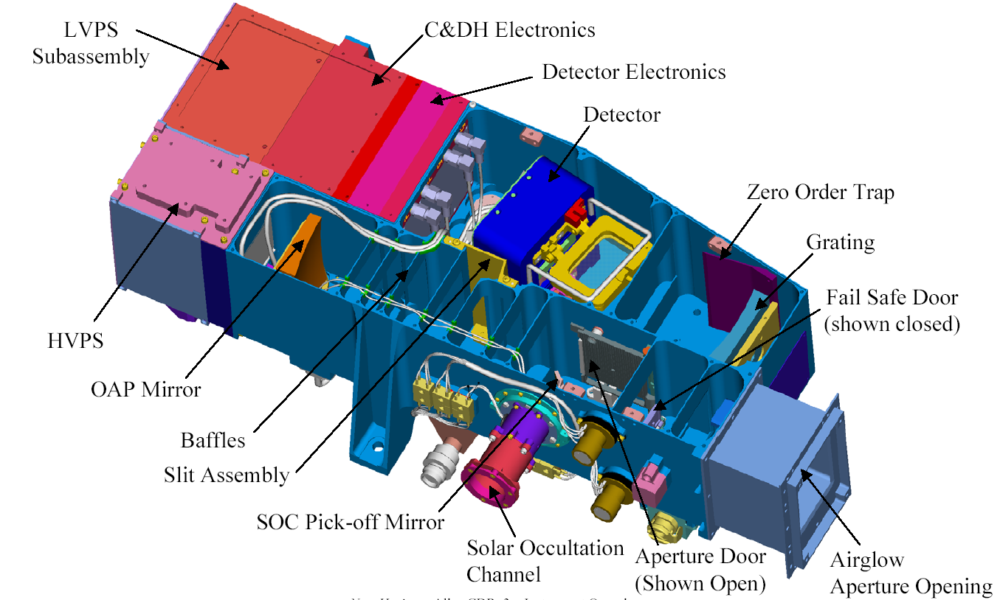 LVPS
Subassembly
C&DH Electronics
Detector Electronics
Detector
Zero Order Trap
Grating
Fail Safe Door
(shown closed)
HVPS
OAP Mirror
Baffles
Slit Assembly
SOC Pick-off Mirror
Solar Occultation
Channel
Aperture Door
(Shown Open)
Airglow
Aperture Opening